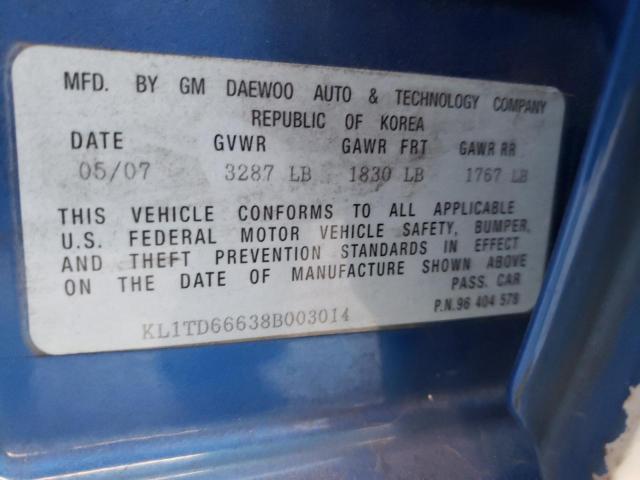 MFD. BY GM DAEWOO AUTO & TECHNOLOGY COMPANY
REPUBLIC OF KOREA
DATE GVWR GAWR FRT GAWR RR
05/07 3287 LB 1830 LB 1767 LB
THIS VEHICLE CONFORMS TO ALL APPLICABLE
U.S. FEDERAL MOTOR VEHICLE SAFETY, BUMPER,
AND THEFT PREVENTION STANDARDS IN EFFECT
ON THE DATE OF MANUFACTURE SHOWN ABOVE
PASS. CAR
P.N.96 404 578
KL1TD66638B003014